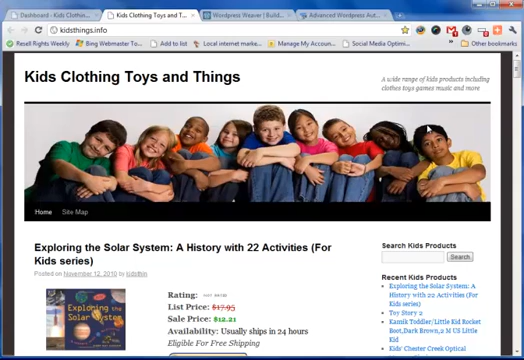 Dashboard - Kids Clothin
Kids Clothing Toys and T
Wordpress Weaver | Build
Advanced Wordpress Aut
kidsthings.info
Resell Rights Weekly
Bing Webmaster To
Add to list
Local internet marke
Manage My Account
Social Media Optimi
»
Other bookmarks
Kids Clothing Toys and Things
A wide range of kids products including
clothes toys games music and more
Home
Site Map
Exploring the Solar System: A History with 22 Activities (For
Kids series)
Posted on November 12, 2010 by kidsthin
Exploring
the
Solar System
Rating:
List Price: $17.95
Sale Price: $12.21
Availability: Usually ships in 24 hours
Eligible For Free Shipping
Search Kids Products
Search
Recent Kids Products
Exploring the Solar System: A
History with 22 Activities (For
Kids series)
Toy Story 2
Kamik Toddler/Little Kid Rocket
Boot,Dark Brown,2 M US Little
Kid
Kids' Chester Creek Optical